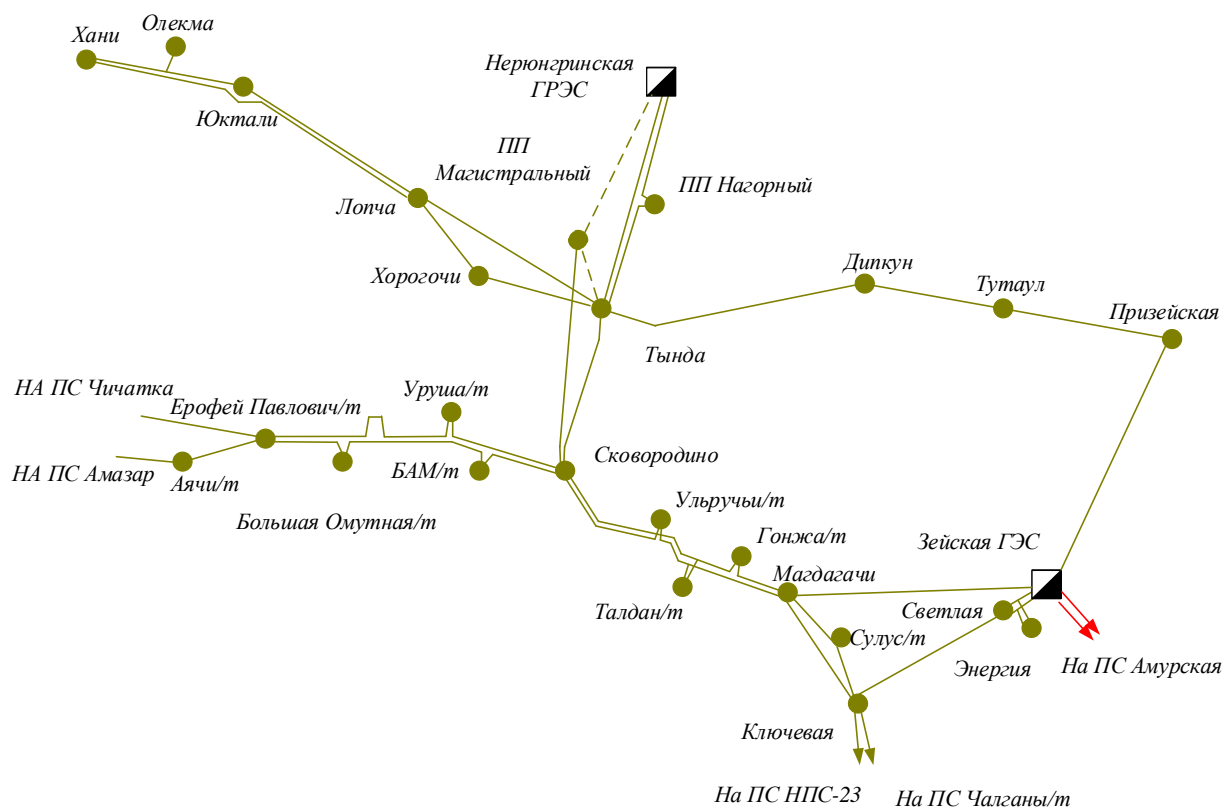 Олекма
Хани
Нерюнгринская
ГРЭС
Юктали
ПП
Магистральный
ПП Нагорный
Лопча
Хорогочи
Дипкун
Тутаул
Призейская
Тында
НА ПС Чичатка
Уруша/т
Ерофей Павлович/т
НА ПС Амазар
Аячи/т
БАМ/т
Сковородино
Большая Омутная/т
Ульручьи/т
Гонжа/т
Зейская ГЭС
Магдагачи
Талдан/т
Светлая
Сулус/т
Энергия
На ПС Амурская
Ключевая
На ПС НПС-23
На ПС Чалганы/т